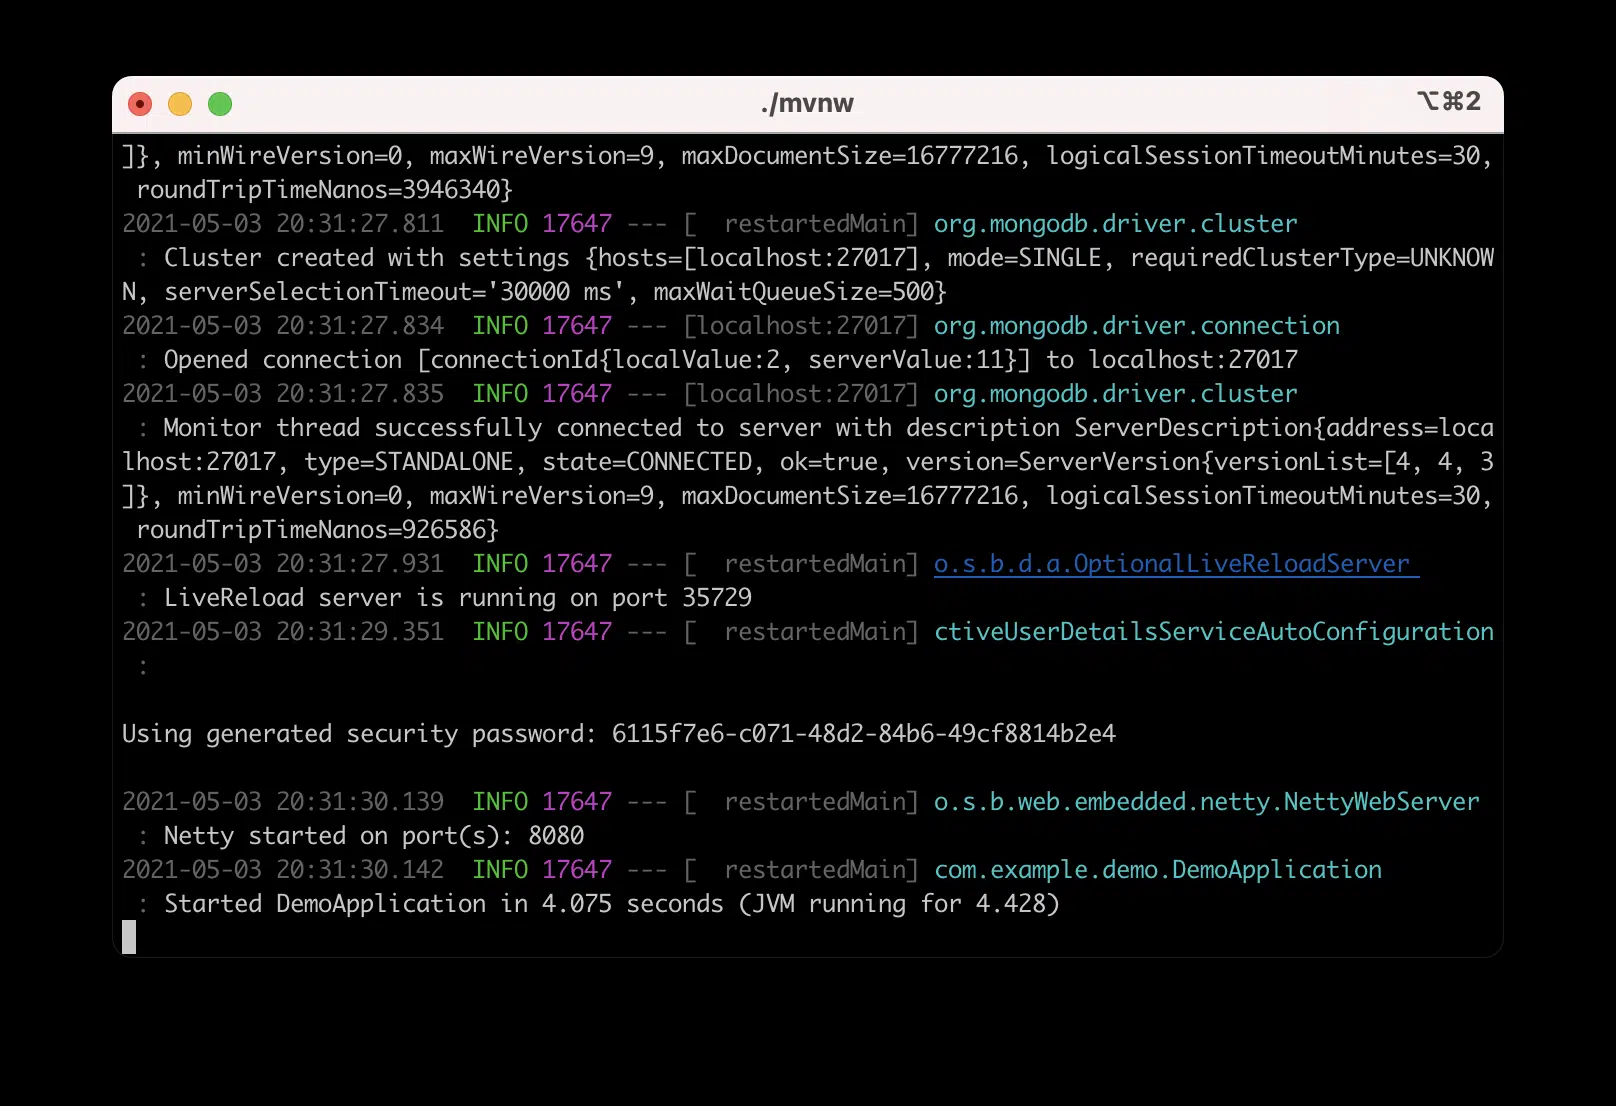 ./mvnw
⌥⌘2
]}, minWireVersion=0, maxWireVersion=9, maxDocumentSize=16777216, logicalSessionTimeoutMinutes=30,
roundTripTimeNanos=3946340}
2021-05-03 20:31:27.811  INFO 17647 --- [  restartedMain] org.mongodb.driver.cluster
: Cluster created with settings {hosts=[localhost:27017], mode=SINGLE, requiredClusterType=UNKNOW
N, serverSelectionTimeout='30000 ms', maxWaitQueueSize=500}
2021-05-03 20:31:27.834  INFO 17647 --- [localhost:27017] org.mongodb.driver.connection
: Opened connection [connectionId{localValue:2, serverValue:11}] to localhost:27017
2021-05-03 20:31:27.835  INFO 17647 --- [localhost:27017] org.mongodb.driver.cluster
: Monitor thread successfully connected to server with description ServerDescription{address=loca
lhost:27017, type=STANDALONE, state=CONNECTED, ok=true, version=ServerVersion{versionList=[4, 4, 3
]}, minWireVersion=0, maxWireVersion=9, maxDocumentSize=16777216, logicalSessionTimeoutMinutes=30,
roundTripTimeNanos=926586}
2021-05-03 20:31:27.931  INFO 17647 --- [  restartedMain] o.s.b.d.a.OptionalLiveReloadServer
: LiveReload server is running on port 35729
2021-05-03 20:31:29.351  INFO 17647 --- [  restartedMain] ctiveUserDetailsServiceAutoConfiguration
:
Using generated security password: 6115f7e6-c071-48d2-84b6-49cf8814b2e4
2021-05-03 20:31:30.139  INFO 17647 --- [  restartedMain] o.s.b.web.embedded.netty.NettyWebServer
: Netty started on port(s): 8080
2021-05-03 20:31:30.142  INFO 17647 --- [  restartedMain] com.example.demo.DemoApplication
: Started DemoApplication in 4.075 seconds (JVM running for 4.428)